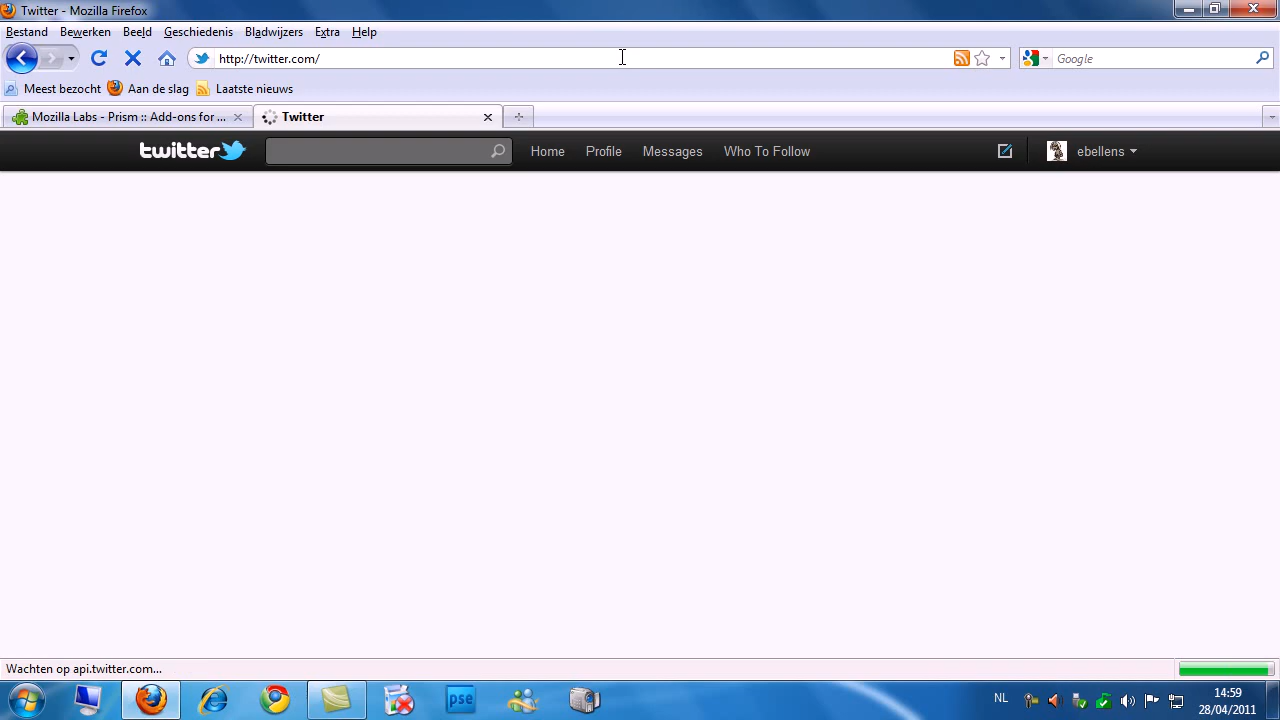 Twitter - Mozilla Firefox
Bestand Bewerken Beeld Geschiedenis Bladwijzers Extra Help
http://twitter.com/ Google
Meest bezocht Aan de slag Laatste nieuws
Mozilla Labs - Prism :: Add-ons for ... Twitter
twitter Home Profile Messages Who To Follow ebellens
Wachten op api.twitter.com...
pse NL 14:59
28/04/2011